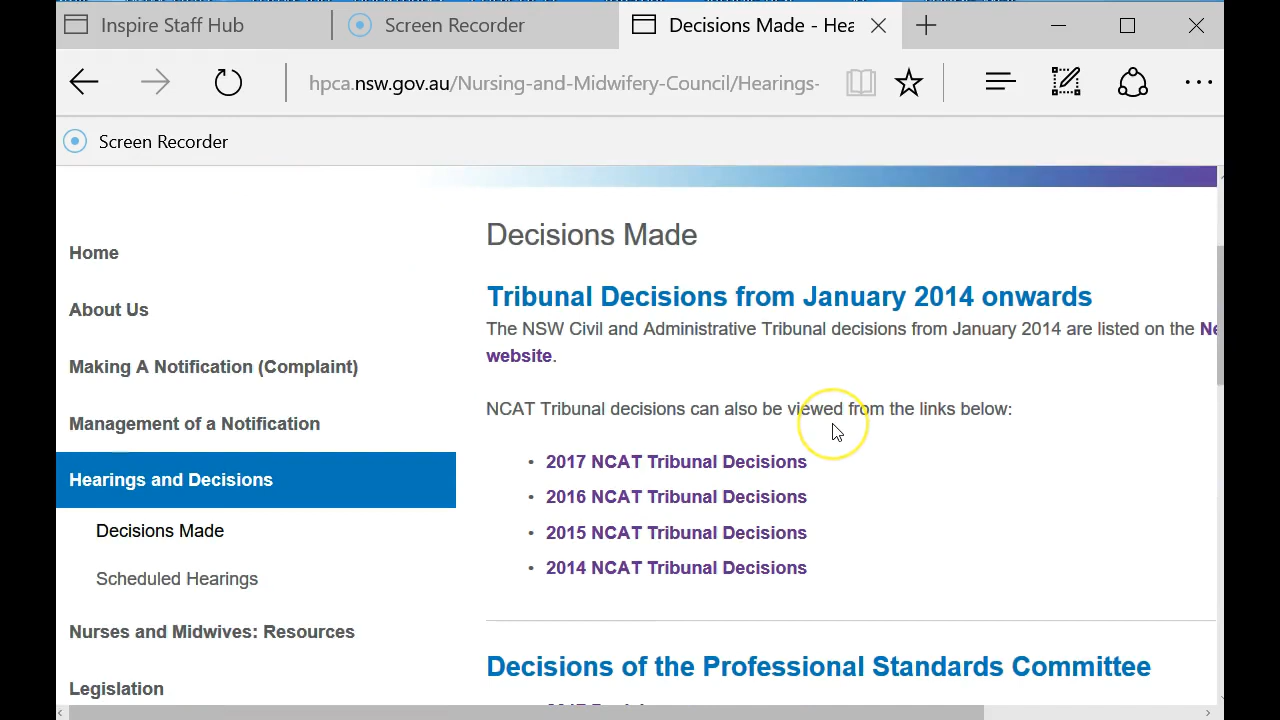 Inspire Staff Hub
Screen Recorder
Decisions Made - Hea
hpca.nsw.gov.au/Nursing-and-Midwifery-Council/Hearings-
Screen Recorder
Home
About Us
Making A Notification (Complaint)
Management of a Notification
Hearings and Decisions
Decisions Made
Scheduled Hearings
Nurses and Midwives: Resources
Legislation
Decisions Made
Tribunal Decisions from January 2014 onwards
The NSW Civil and Administrative Tribunal decisions from January 2014 are listed on the Ne
website.
NCAT Tribunal decisions can also be viewed from the links below:
• 2017 NCAT Tribunal Decisions
• 2016 NCAT Tribunal Decisions
• 2015 NCAT Tribunal Decisions
• 2014 NCAT Tribunal Decisions
Decisions of the Professional Standards Committee